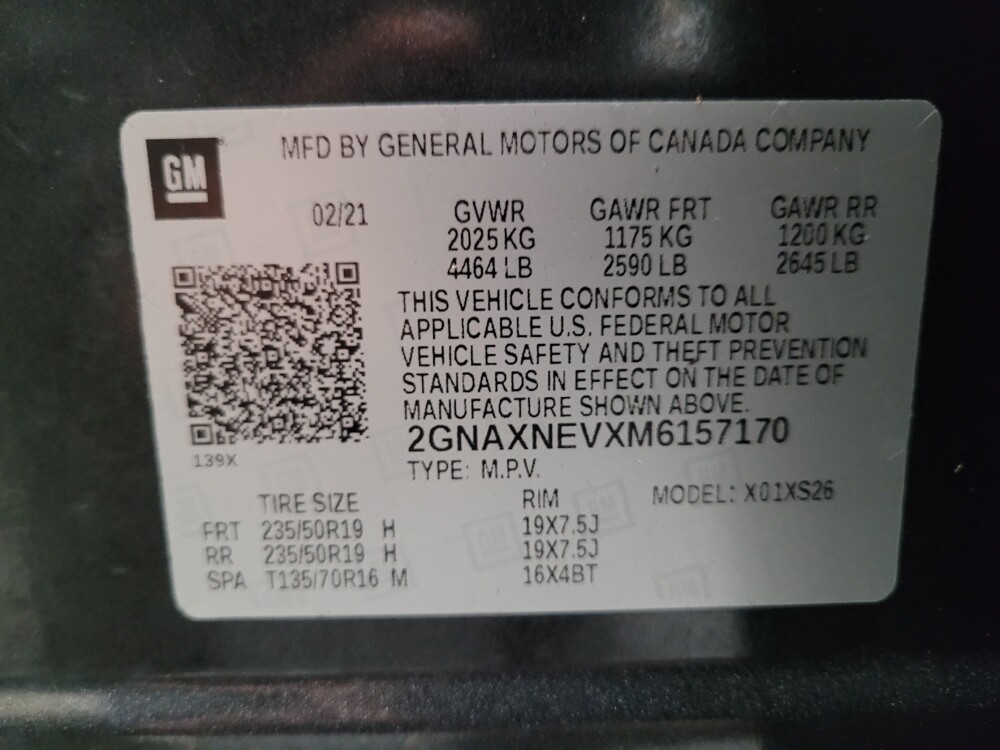 GM
MFD BY GENERAL MOTORS OF CANADA COMPANY
02/21 GVWR GAWR FRT GAWR RR
2025 KG 1175 KG 1200 KG
4464 LB 2590 LB 2645 LB
THIS VEHICLE CONFORMS TO ALL
APPLICABLE U.S. FEDERAL MOTOR
VEHICLE SAFETY AND THEFT PREVENTION
STANDARDS IN EFFECT ON THE DATE OF
MANUFACTURE SHOWN ABOVE.
2GNAXNEVXM6157170
139X
TYPE: M.P.V.
TIRE SIZE RIM MODEL: X01XS26
FRT 235/50R19 H 19X7.5J
RR 235/50R19 H 19X7.5J
SPA T135/70R16 M 16X4BT